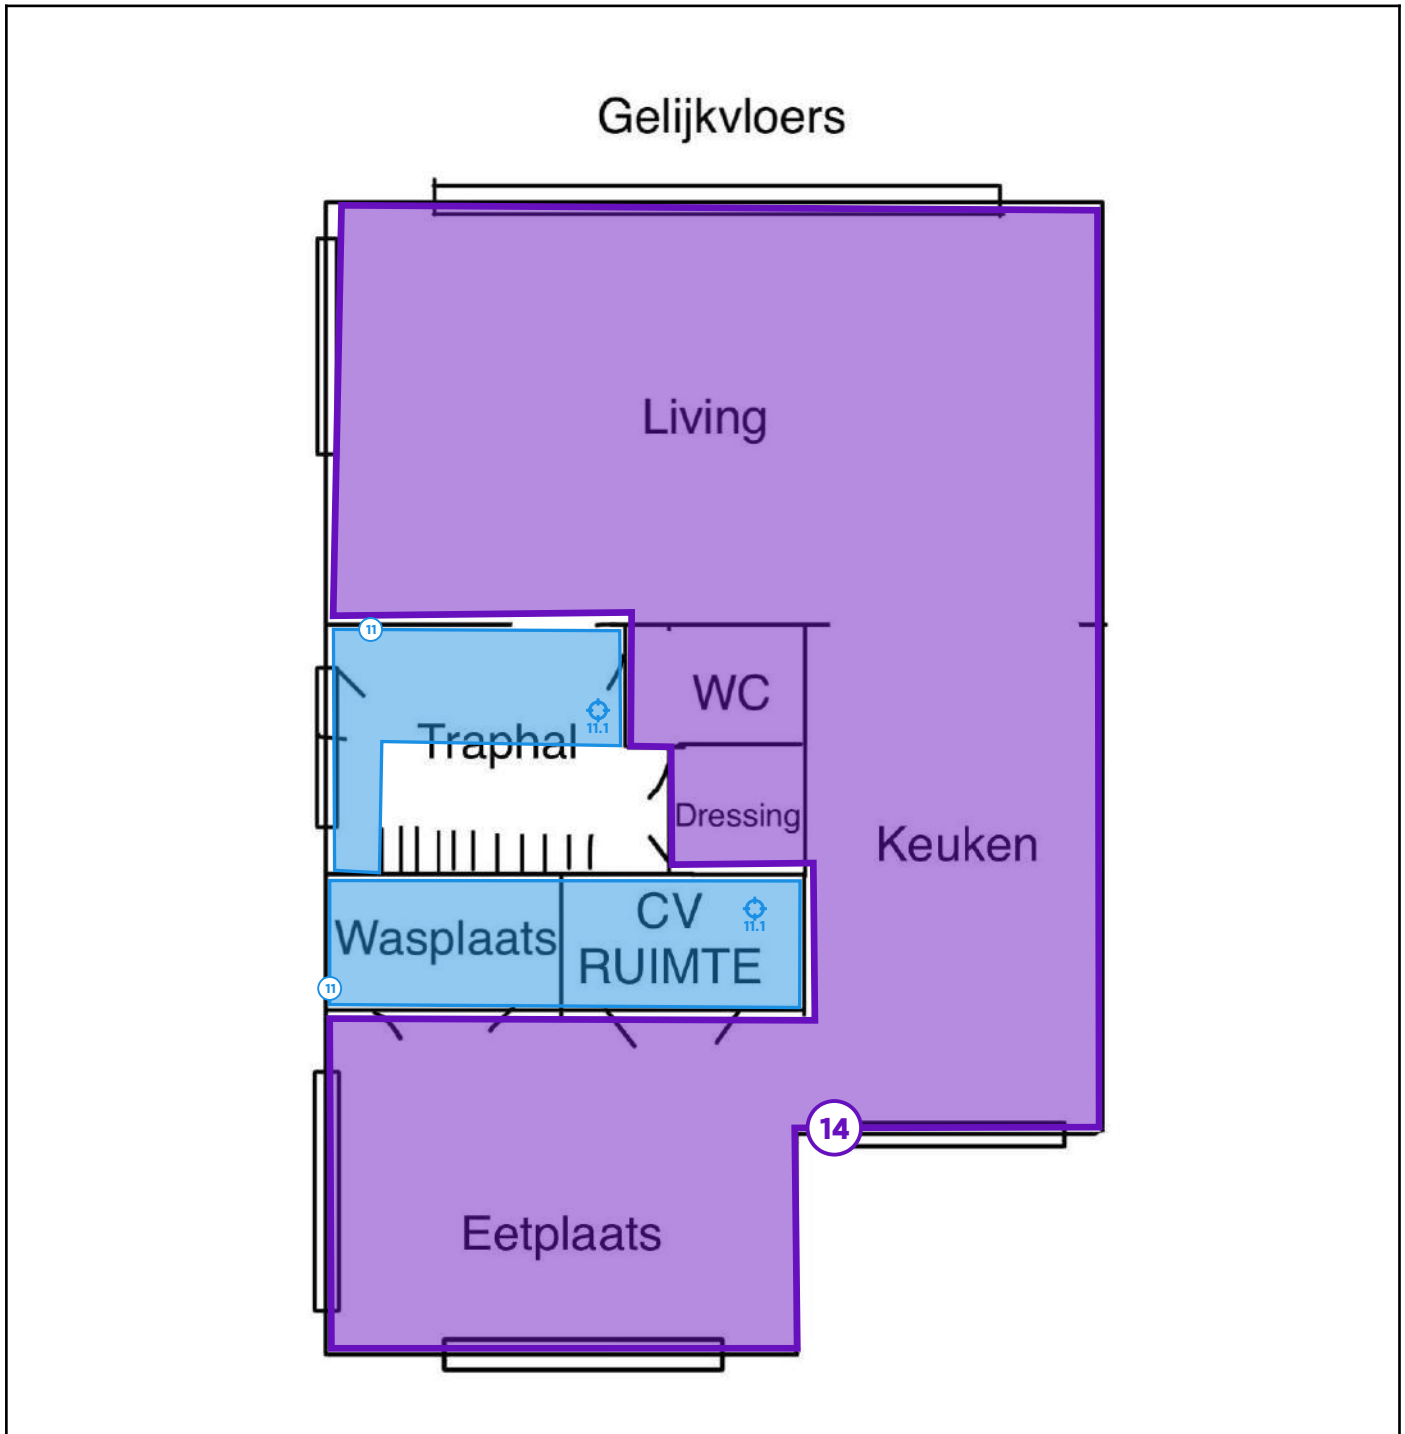 Gelijkvloers
Living
11
WC
11.1
Traphal
Dressing
Keuken
CV
RUIMTE
11.1
Wasplaats
11
14
Eetplaats